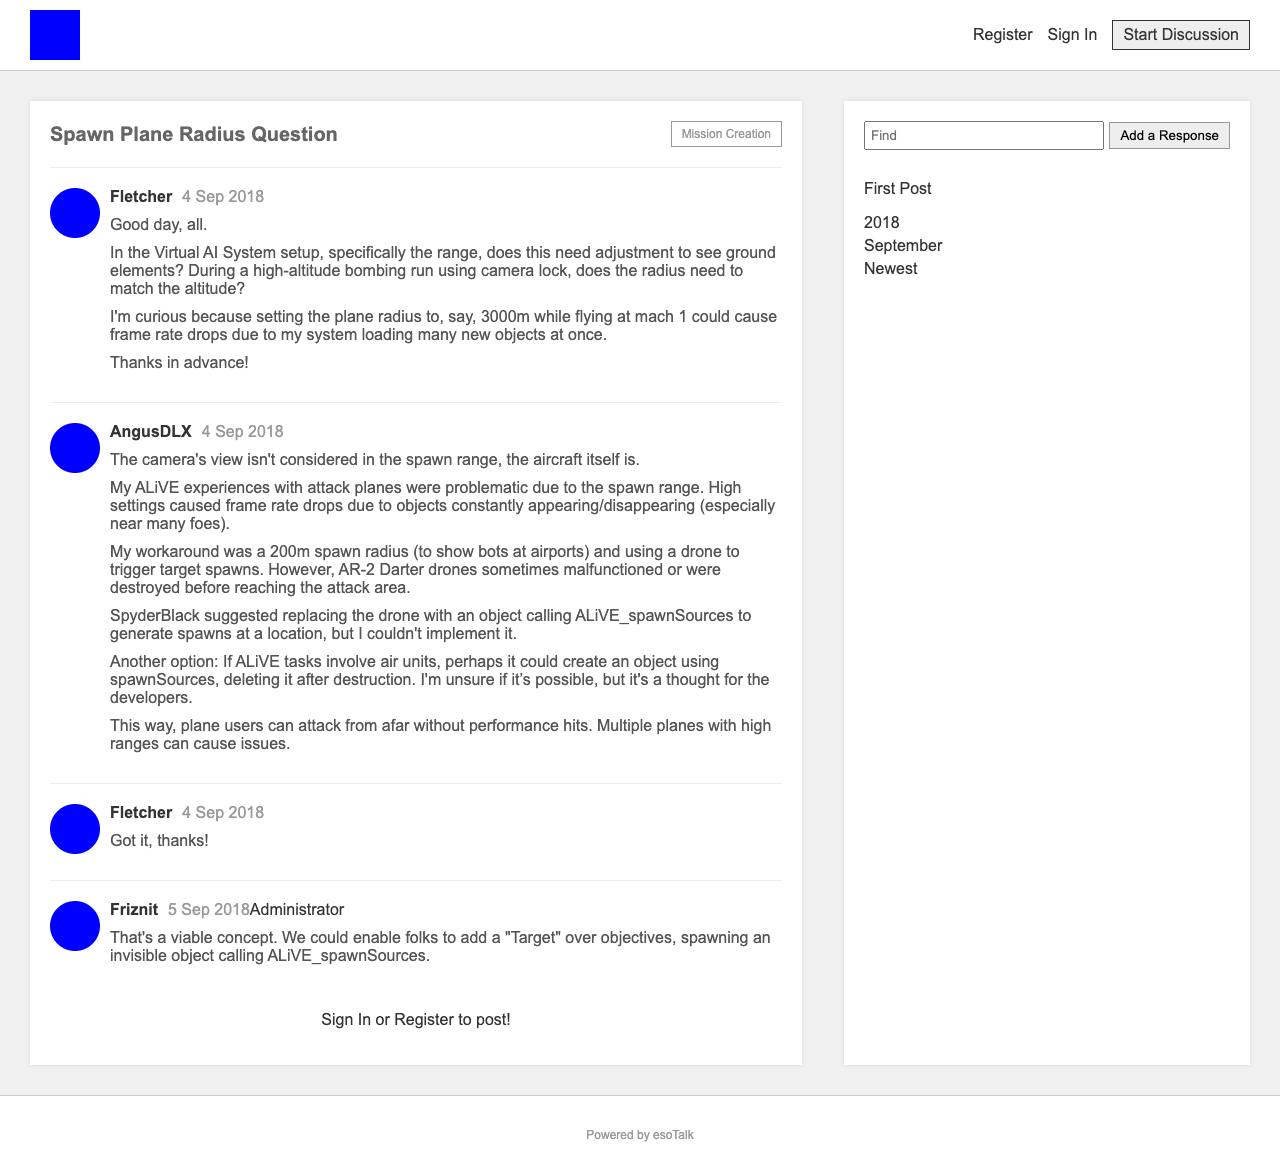 Register Sign In Start Discussion
Spawn Plane Radius Question
Mission Creation
Fletcher 4 Sep 2018
Good day, all.
In the Virtual AI System setup, specifically the range, does this need adjustment to see ground
elements? During a high-altitude bombing run using camera lock, does the radius need to
match the altitude?
I'm curious because setting the plane radius to, say, 3000m while flying at mach 1 could cause
frame rate drops due to my system loading many new objects at once.
Thanks in advance!
AngusDLX 4 Sep 2018
The camera's view isn't considered in the spawn range, the aircraft itself is.
My ALiVE experiences with attack planes were problematic due to the spawn range. High
settings caused frame rate drops due to objects constantly appearing/disappearing (especially
near many foes).
My workaround was a 200m spawn radius (to show bots at airports) and using a drone to
trigger target spawns. However, AR-2 Darter drones sometimes malfunctioned or were
destroyed before reaching the attack area.
SpyderBlack suggested replacing the drone with an object calling ALiVE_spawnSources to
generate spawns at a location, but I couldn't implement it.
Another option: If ALiVE tasks involve air units, perhaps it could create an object using
spawnSources, deleting it after destruction. I'm unsure if it’s possible, but it's a thought for the
developers.
This way, plane users can attack from afar without performance hits. Multiple planes with high
ranges can cause issues.
Fletcher 4 Sep 2018
Got it, thanks!
Friznit 5 Sep 2018Administrator
That's a viable concept. We could enable folks to add a "Target" over objectives, spawning an
invisible object calling ALiVE_spawnSources.
Sign In or Register to post!
Find
Add a Response
First Post
2018
September
Newest
Powered by esoTalk